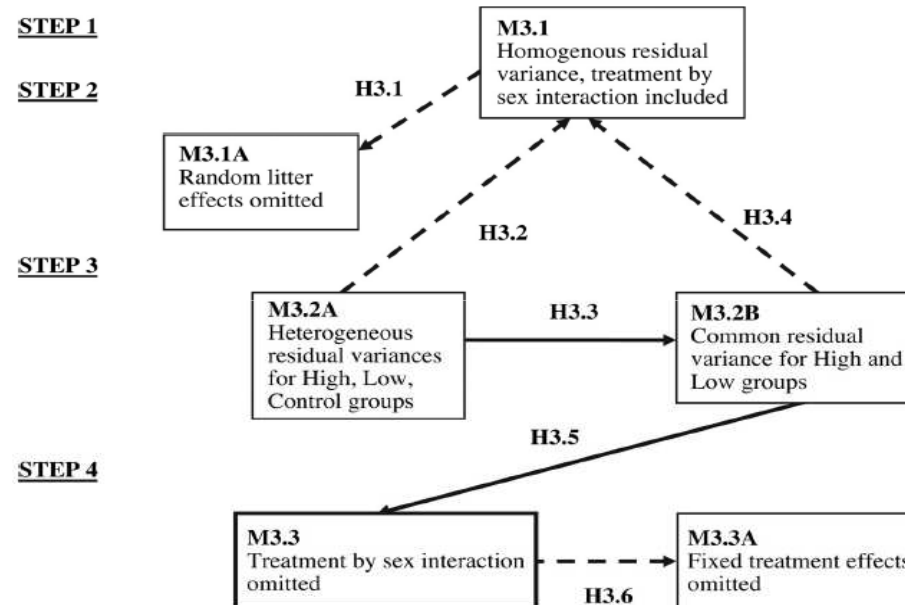 STEP 1
M3.1
Homogenous residual
variance, treatment by
sex interaction included
STEP 2
H3.1
M3.1A
Random litter
effects omitted
H3.2
H3.4
STEP 3
M3.2A
Heterogeneous
residual variances
for High, Low,
Control groups
H3.3
M3.2B
Common residual
variance for High and
Low groups
H3.5
STEP 4
M3.3
Treatment by sex interaction
omitted
H3.6
M3.3A
Fixed treatment effects
omitted